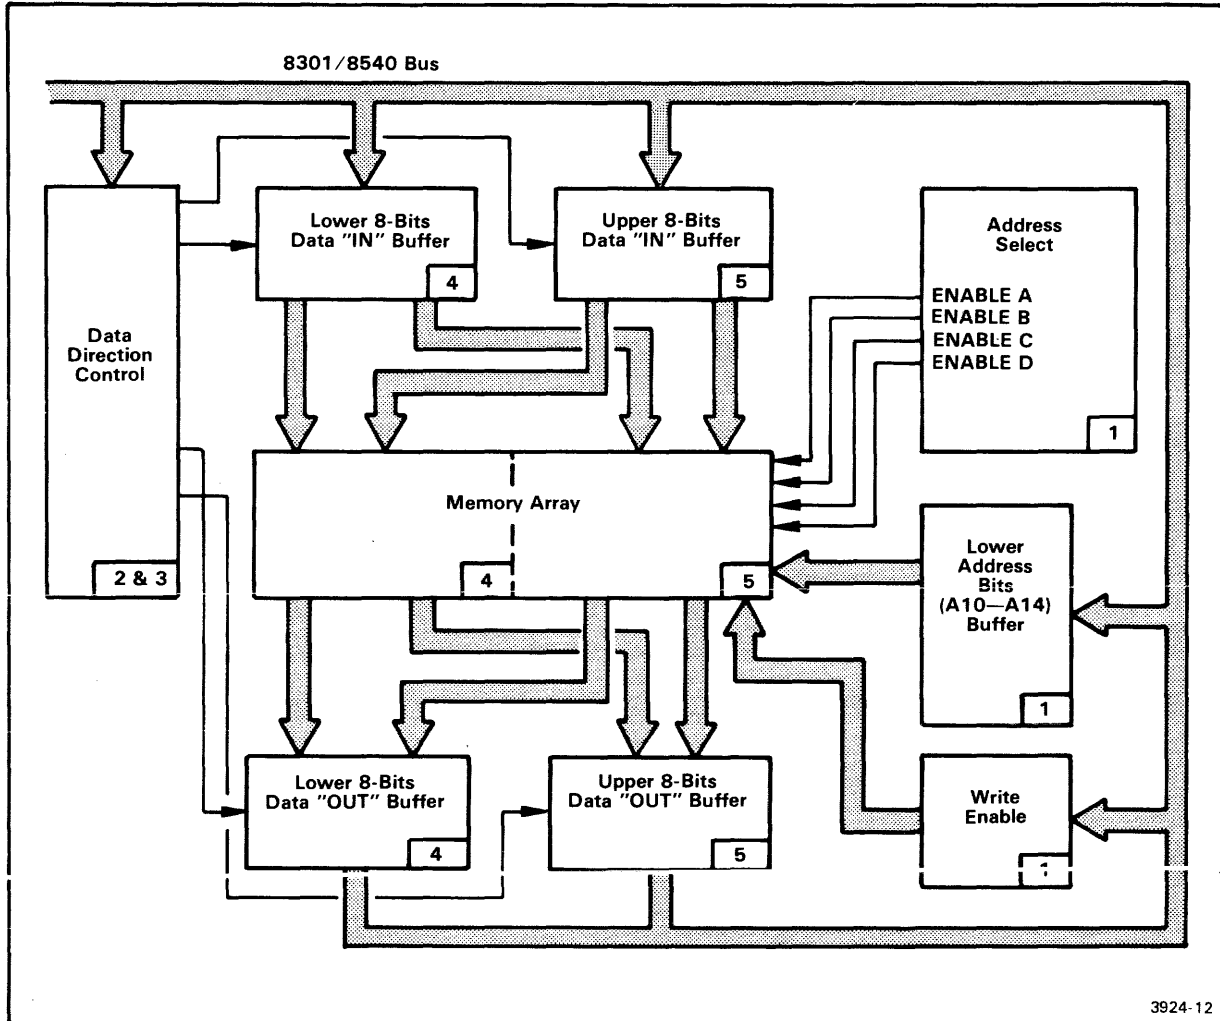 8301/8540 Bus
Lower 8-Bits
Data "IN" Buffer
4
Upper 8-Bits
Data "IN" Buffer
5
Address
Select
ENABLE A
ENABLE B
ENABLE C
ENABLE D
1
Data
Direction
Control
2 & 3
Memory Array
4
5
Lower
Address
Bits
(A10—A14)
Buffer
1
Lower 8-Bits
Data "OUT" Buffer
4
Upper 8-Bits
Data "OUT" Buffer
5
Write
Enable
1
3924-12